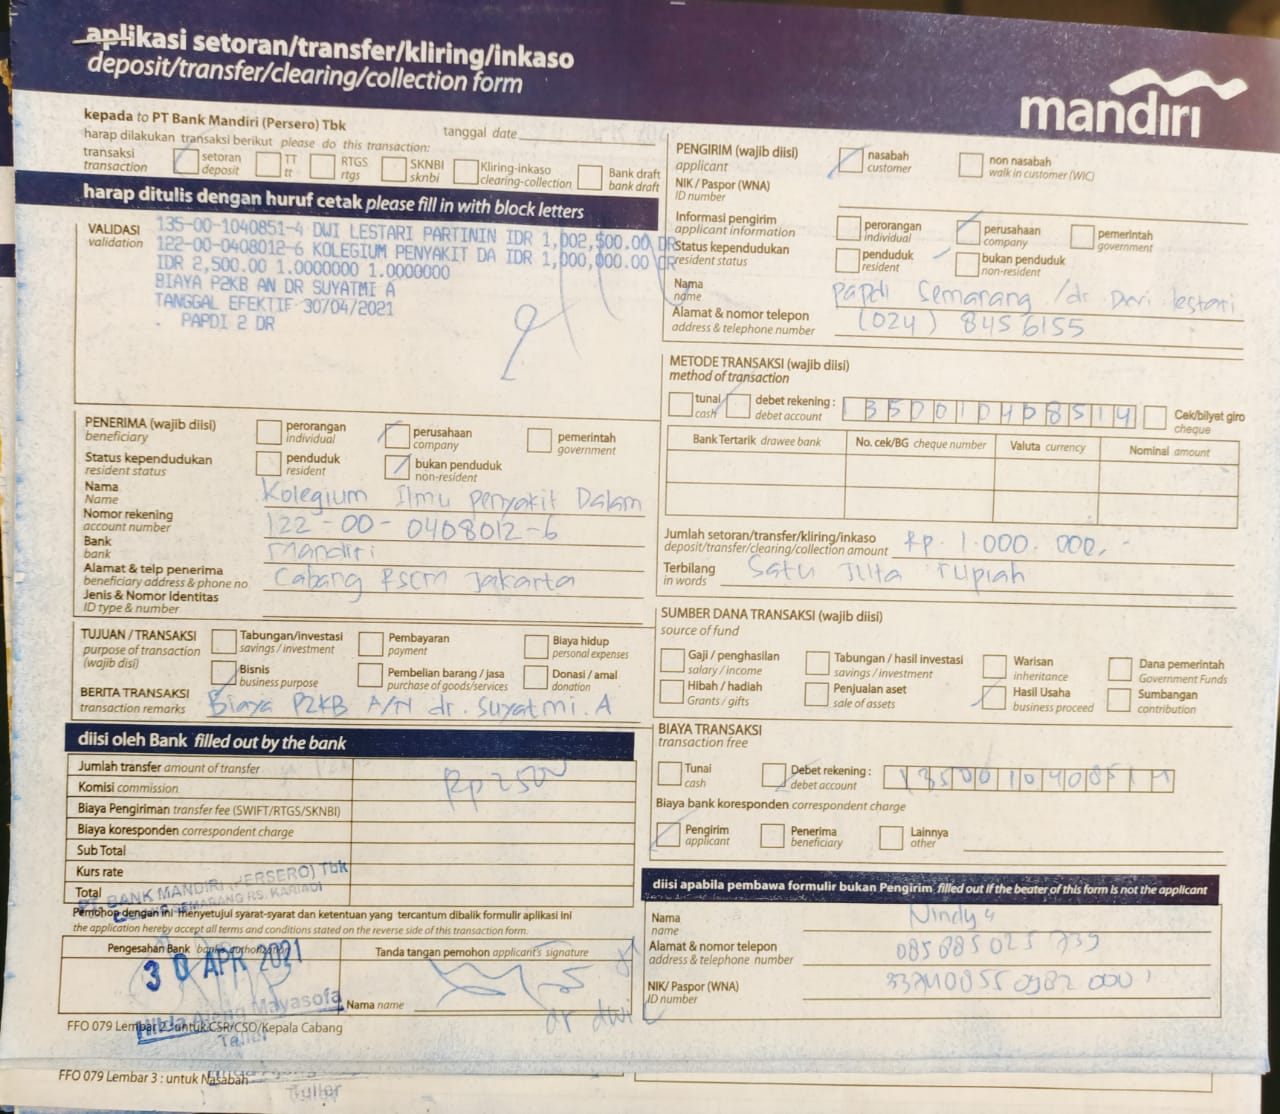 aplikasi setoran/transfer/kliring/inkaso
deposit/transfer/clearing/collection form
mandiri
kepada to PT Bank Mandiri (Persero) Tbk
harap dilakukan transaksi berikut please do this transaction:
tanggal date
transaksi
transaction
setoran
deposit
TT
tt
RTGS
rtgs
SKNBI
sknbi
Kliring-inkaso
clearing-collection
Bank draft
bank draft
harap ditulis dengan huruf cetak please fill in with block letters
VALIDASI
validation
135-00-1040851-4 DWI LESTARI PARTININ IDR 1,002,500.00 DR
122-00-0408012-6 KOLEGIUM PENYAKIT DA IDR 1,000,000.00 CR
IDR 2,500.00 1.0000000 1.0000000
BIAYA P2KB AN DR SUYATMI A
TANGGAL EFEKTIF 30/04/2021
. PAPDI 2 DR
PENERIMA (wajib diisi)
beneficiary
perorangan
individual
perusahaan
company
pemerintah
government
Status kependudukan
resident status
penduduk
resident
bukan penduduk
non-resident
Nama
Name
Kolegium Ilmu Penyakit Dalam
Nomor rekening
account number
122-00-0408012-6
Bank
bank
Mandiri
Alamat & telp penerima
beneficiary address & phone no
Cabang RSCM Jakarta
Jenis & Nomor Identitas
ID type & number
TUJUAN / TRANSAKSI
purpose of transaction
(wajib disi)
Tabungan/investasi
savings / investment
Pembayaran
payment
Biaya hidup
personal expenses
Bisnis
business purpose
Pembelian barang / jasa
purchase of goods/services
Donasi / amal
donation
BERITA TRANSAKSI
transaction remarks
Biaya P2KB A/N dr. Suyatmi. A
diisi oleh Bank filled out by the bank
Jumlah transfer amount of transfer
Komisi commission
Rp 2500
Biaya Pengiriman transfer fee (SWIFT/RTGS/SKNBI)
Biaya koresponden correspondent charge
Sub Total
Kurs rate
Total
PT. BANK MANDIRI (PERSERO) Tbk
SEMARANG RS. KARIADI
Pemohon dengan ini menyetujui syarat-syarat dan ketentuan yang tercantum dibalik formulir aplikasi ini
the application hereby accept all terms and conditions stated on the reverse side of this transaction form.
Pengesahan Bank bank authorization
30 APR 2021
Tanda tangan pemohon applicant's signature
Nama name
dr dwi L
Mayasofa
Teller
FFO 079 Lembar 2 : untuk CSR/CSO/Kepala Cabang
FFO 079 Lembar 3 : untuk Nasabah
Teller
PENGIRIM (wajib diisi)
applicant
nasabah
customer
non nasabah
walk in customer (WIC)
NIK / Paspor (WNA)
ID number
Informasi pengirim
applicant information
perorangan
individual
perusahaan
company
pemerintah
government
Status kependudukan
resident status
penduduk
resident
bukan penduduk
non-resident
Nama
name
Papdi Semarang / dr. Dwi lestari
Alamat & nomor telepon
address & telephone number
(024) 8456155
METODE TRANSAKSI (wajib diisi)
method of transaction
tunai
cash
debet rekening :
debet account
1350010408514
Cek/bilyet giro
cheque
Bank Tertarik drawee bank
No. cek/BG cheque number
Valuta currency
Nominal amount
Jumlah setoran/transfer/kliring/inkaso
deposit/transfer/clearing/collection amount
Rp. 1.000.000,-
Terbilang
in words
Satu Juta rupiah
SUMBER DANA TRANSAKSI (wajib diisi)
source of fund
Gaji / penghasilan
salary / income
Tabungan / hasil investasi
savings / investment
Warisan
inheritance
Dana pemerintah
Government Funds
Hibah / hadiah
Grants / gifts
Penjualan aset
sale of assets
Hasil Usaha
business proceed
Sumbangan
contribution
BIAYA TRANSAKSI
transaction free
Tunai
cash
Debet rekening :
debet account
1350010408514
Biaya bank koresponden correspondent charge
Pengirim
applicant
Penerima
beneficiary
Lainnya
other
diisi apabila pembawa formulir bukan Pengirim filled out if the beater of this form is not the applicant
Nama
name
Nindy
Alamat & nomor telepon
address & telephone number
085885025739
NIK/ Paspor (WNA)
ID number